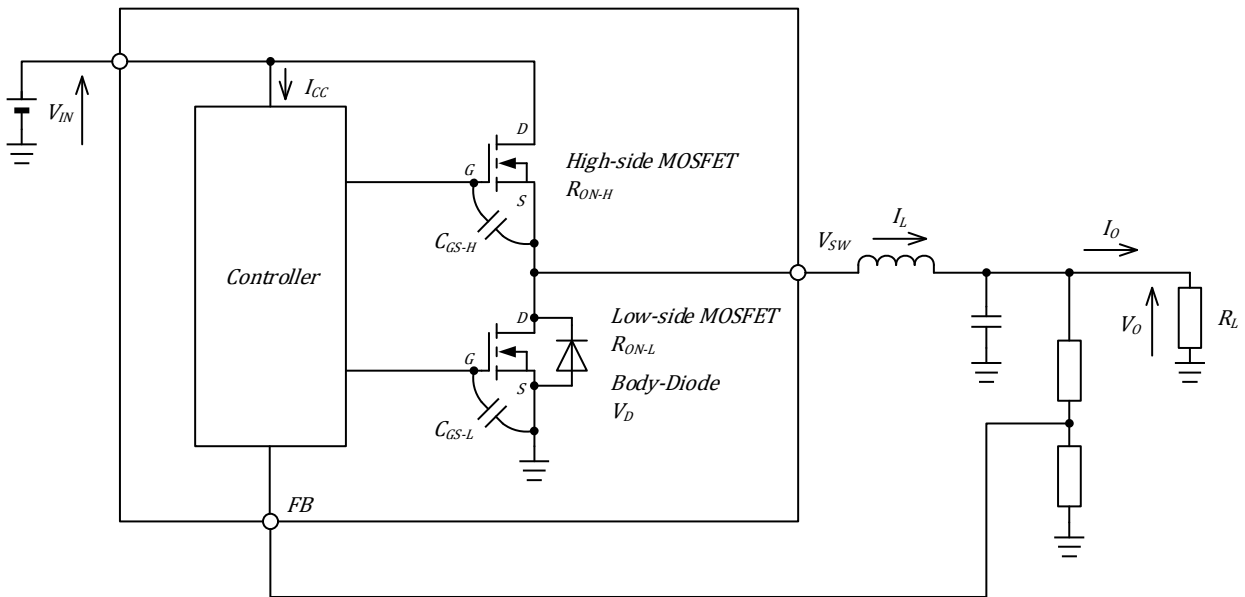 V_IN
I_CC
Controller
D
G
S
High-side MOSFET
R_ON-H
C_GS-H
D
G
S
Low-side MOSFET
R_ON-L
Body-Diode
V_D
C_GS-L
V_SW
I_L
I_O
V_O
R_L
FB